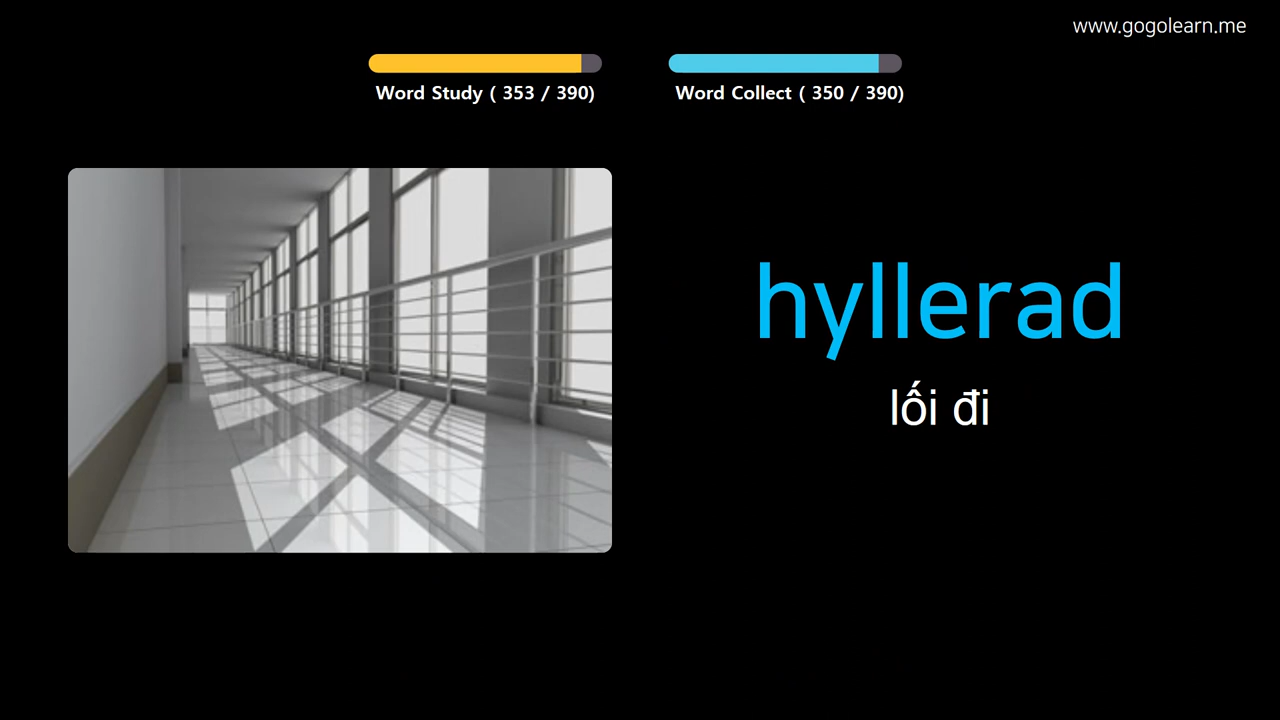 www.gogolearn.me
Word Study ( 353 / 390)
Word Collect ( 350 / 390)
hyllerad
lối đi